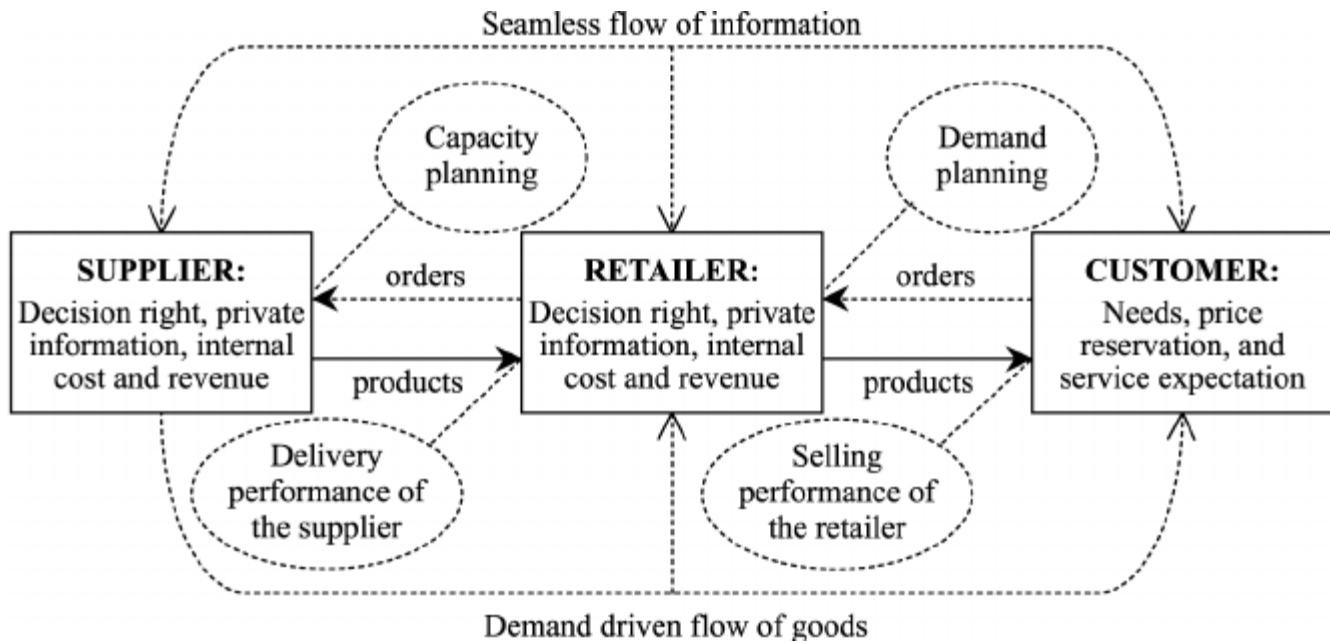 Seamless flow of information
Capacity
planning
Demand
planning
SUPPLIER:
Decision right, private
information, internal
cost and revenue
orders
products
RETAILER:
Decision right, private
information, internal
cost and revenue
orders
products
CUSTOMER:
Needs, price
reservation, and
service expectation
Delivery
performance of
the supplier
Selling
performance of
the retailer
Demand driven flow of goods